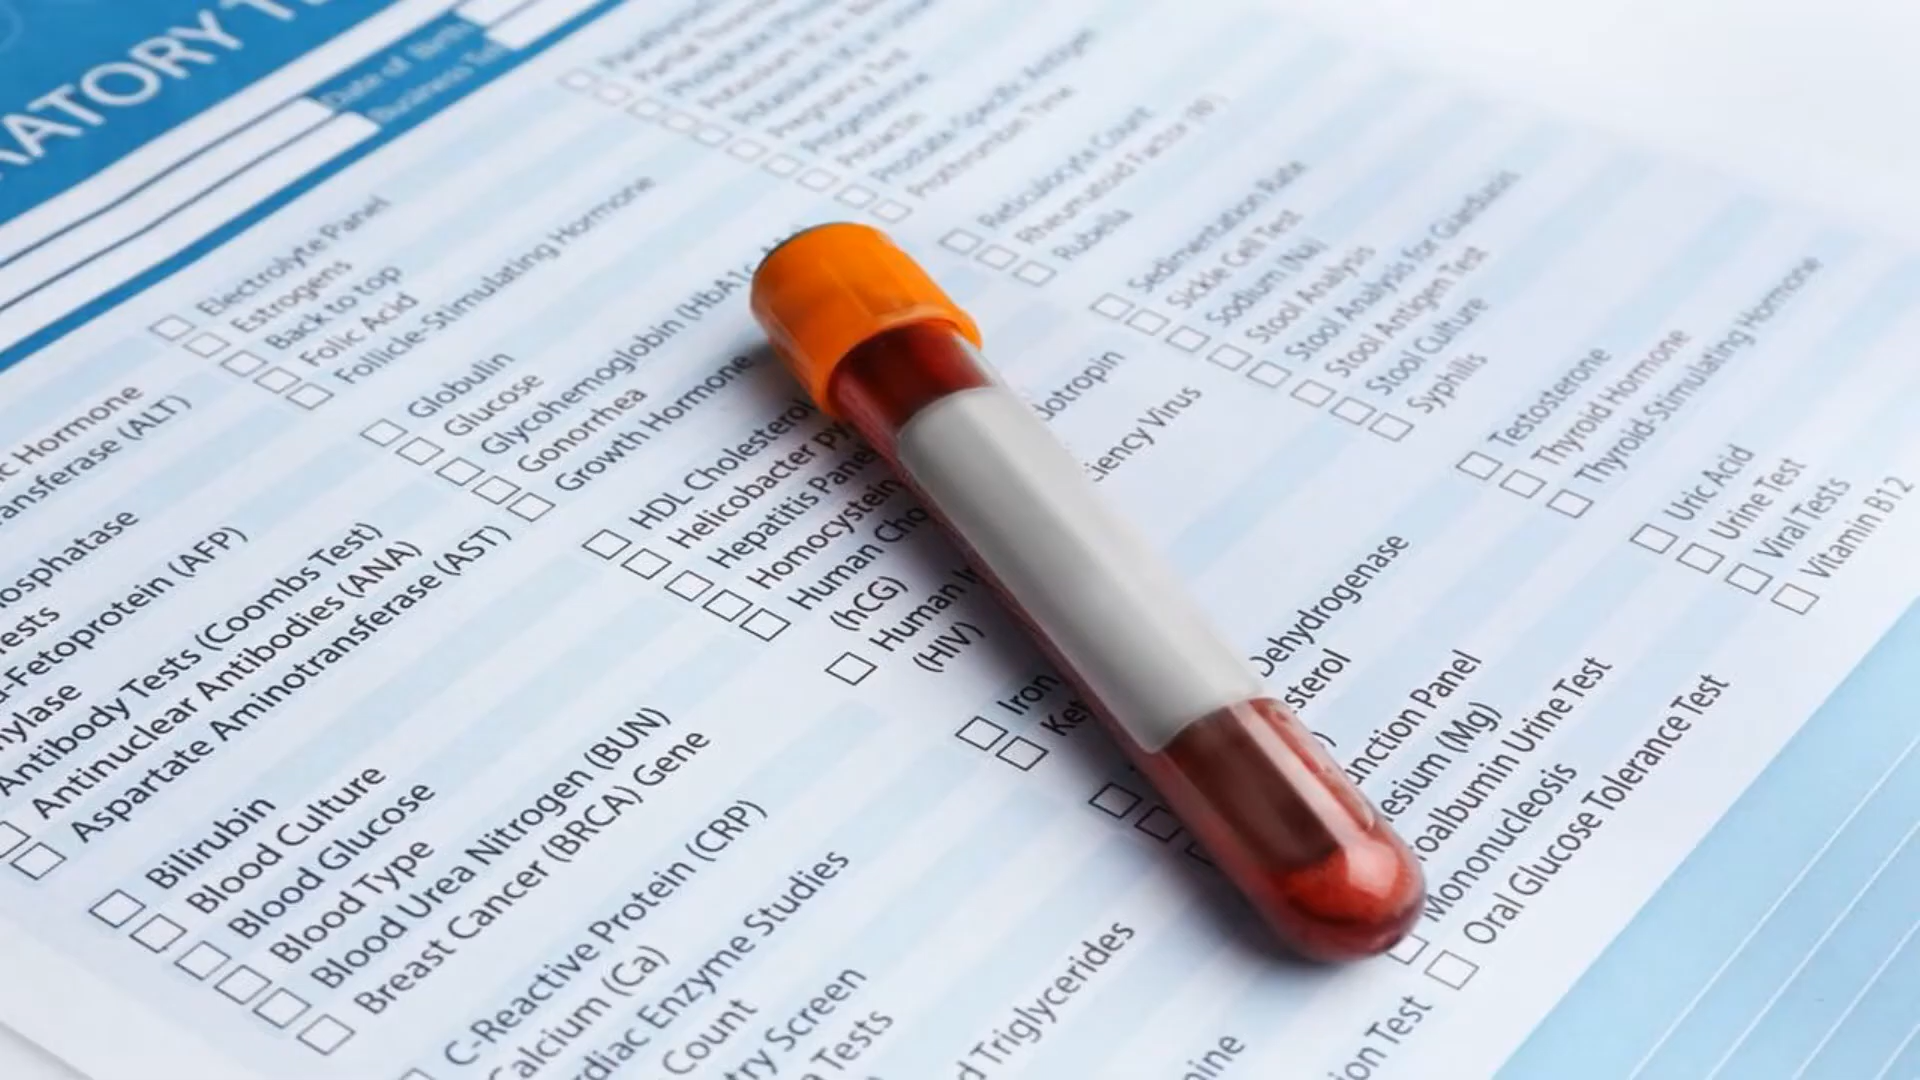 ATORY
Date of Birth
Business Tel
c Hormone
ansferase (ALT)
osphatase
ests
-Fetoprotein (AFP)
mylase
Antibody Tests (Coombs Test)
Antinuclear Antibodies (ANA)
Aspartate Aminotransferase (AST)
Bilirubin
Blood Culture
Blood Glucose
Blood Type
Blood Urea Nitrogen (BUN)
Breast Cancer (BRCA) Gene
C-Reactive Protein (CRP)
Calcium (Ca)
rdiac Enzyme Studies
Count
try Screen
Tests
Electrolyte Panel
Estrogens
Back to top
Folic Acid
Follicle-Stimulating Hormone
Globulin
Glucose
Glycohemoglobin (HbA1c
Gonorrhea
Growth Hormone
HDL Cholesterol
Helicobacter py
Hepatitis Panel
Homocystein
Human Cho
otropin
(hCG)
Human I
ciency Virus
(HIV)
Iron
Ket
Dehydrogenase
sterol
unction Panel
esium (Mg)
oalbumin Urine Test
Mononucleosis
Oral Glucose Tolerance Test
d Triglycerides
nine
ion Test
Pregnancy Test
Progesterone
Prolactin
Prostate Specific Antigen
Prothrombin Time
Reticulocyte Count
Rheumatoid Factor (RF)
Rubella
Sedimentation Rate
Sickle Cell Test
Sodium (Na)
Stool Analysis
Stool Analysis for Giardiasis
Stool Antigen Test
Stool Culture
Syphilis
Testosterone
Thyroid Hormone
Thyroid-Stimulating Hormone
Uric Acid
Urine Test
Viral Tests
Vitamin B12